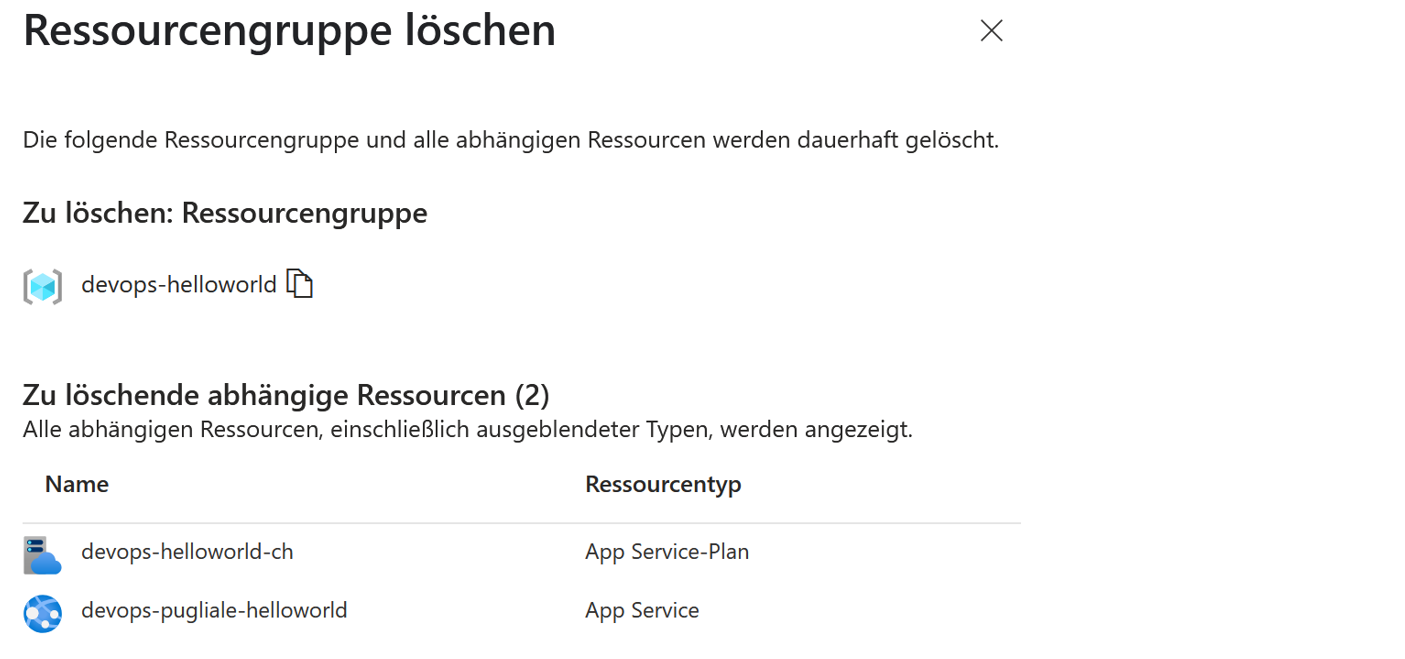 Ressourcengruppe löschen
Die folgende Ressourcengruppe und alle abhängigen Ressourcen werden dauerhaft gelöscht.
Zu löschen: Ressourcengruppe
devops-helloworld
Zu löschende abhängige Ressourcen (2)
Alle abhängigen Ressourcen, einschließlich ausgeblendeter Typen, werden angezeigt.
Name Ressourcentyp
devops-helloworld-ch App Service-Plan
devops-pugliale-helloworld App Service